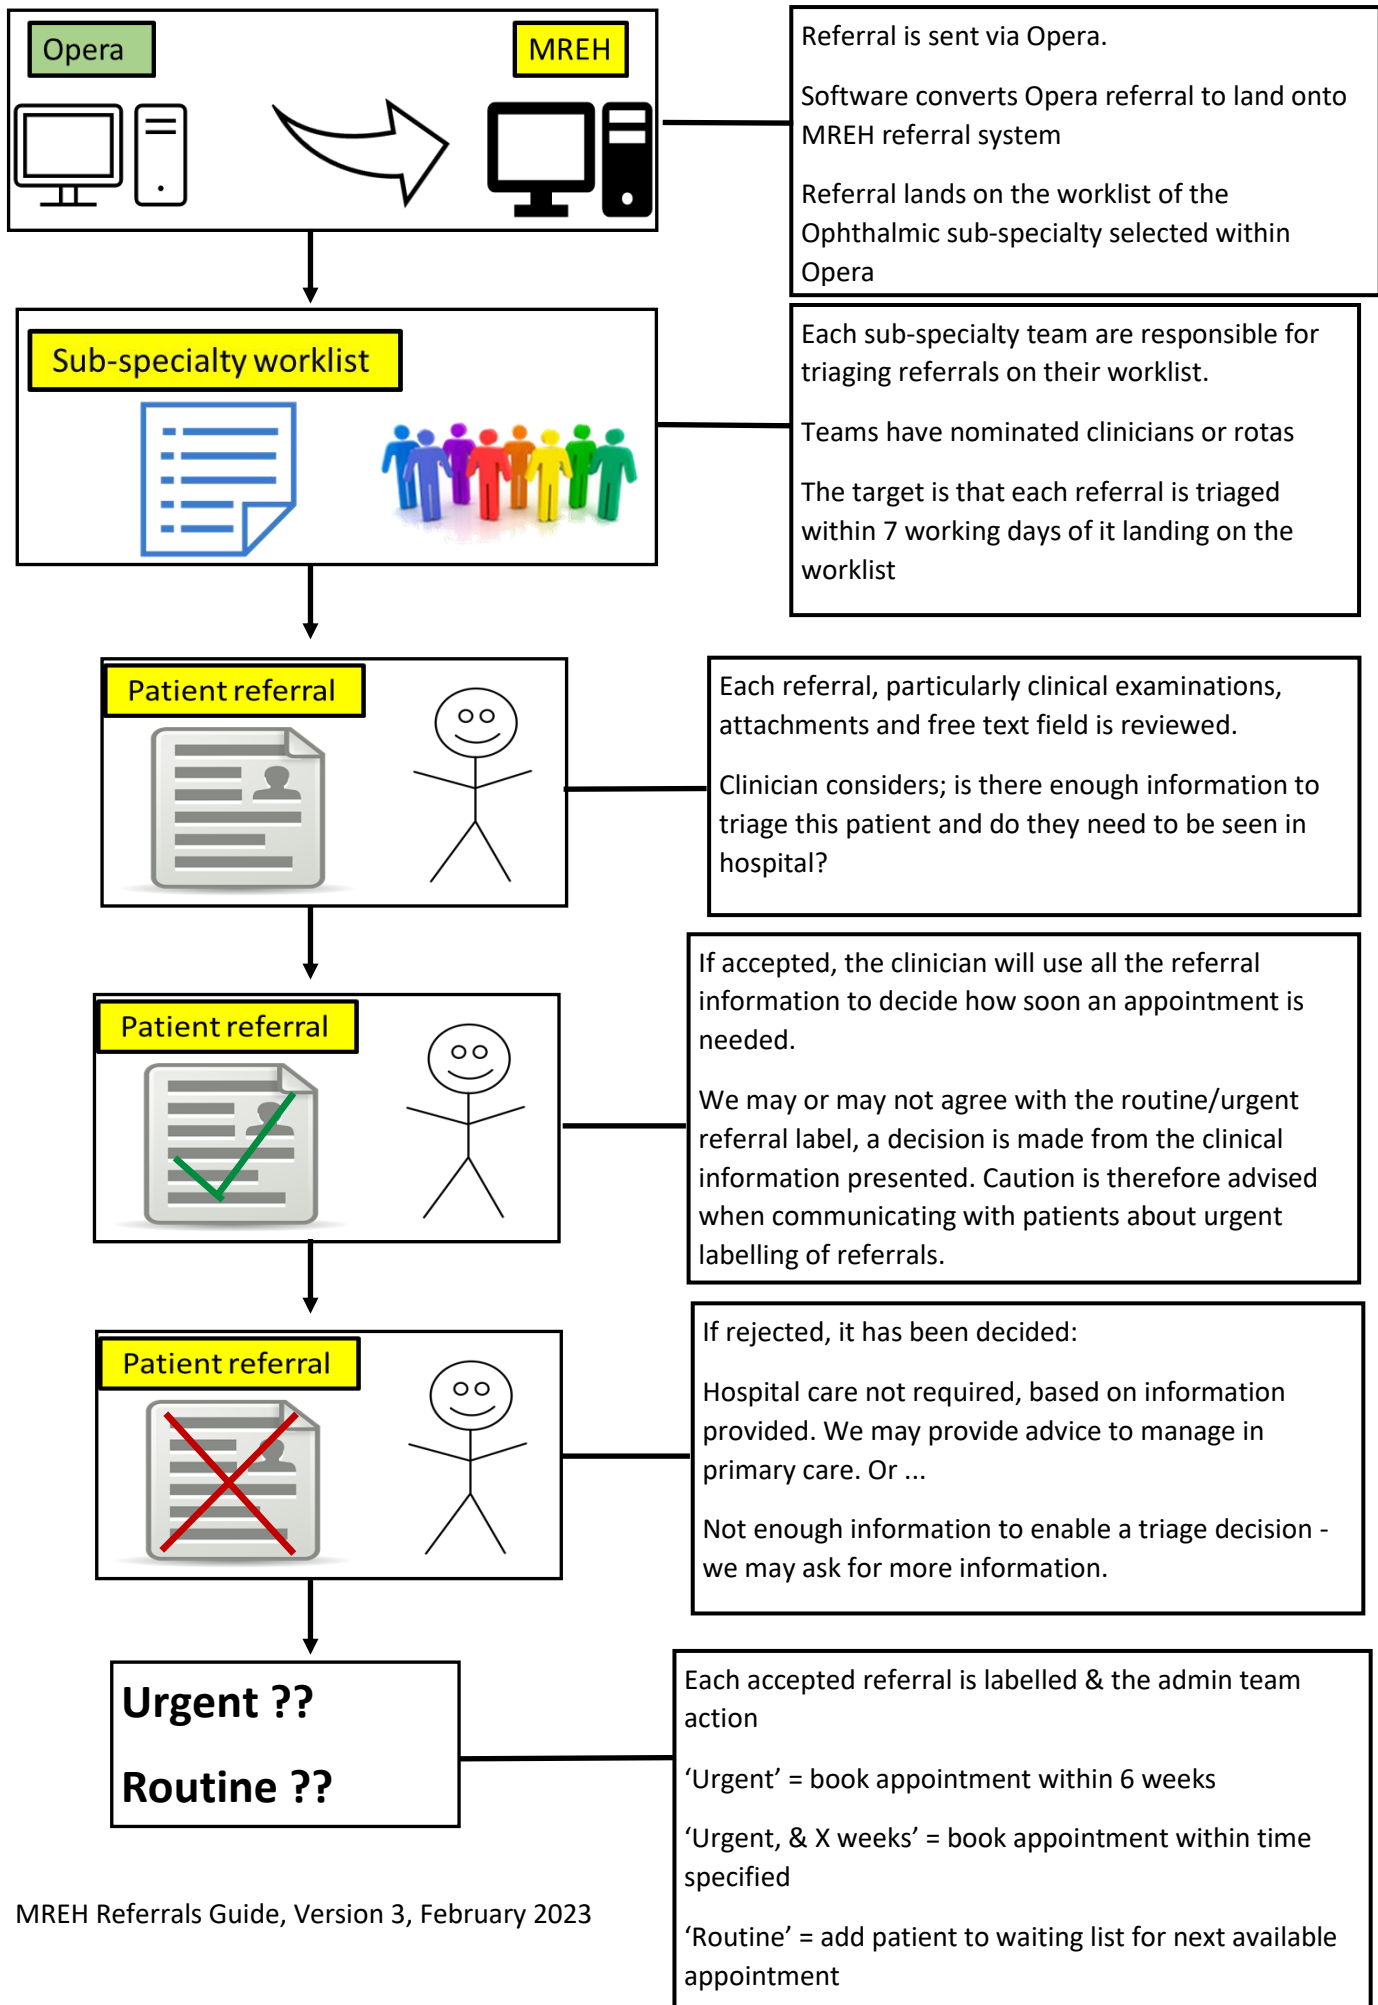 Opera
MREH
Referral is sent via Opera.
Software converts Opera referral to land onto
MREH referral system
Referral lands on the worklist of the
Ophthalmic sub-specialty selected within
Opera
Sub-specialty worklist
Each sub-specialty team are responsible for
triaging referrals on their worklist.
Teams have nominated clinicians or rotas
The target is that each referral is triaged
within 7 working days of it landing on the
worklist
Patient referral
Each referral, particularly clinical examinations,
attachments and free text field is reviewed.
Clinician considers; is there enough information to
triage this patient and do they need to be seen in
hospital?
Patient referral
If accepted, the clinician will use all the referral
information to decide how soon an appointment is
needed.
We may or may not agree with the routine/urgent
referral label, a decision is made from the clinical
information presented. Caution is therefore advised
when communicating with patients about urgent
labelling of referrals.
Patient referral
If rejected, it has been decided:
Hospital care not required, based on information
provided. We may provide advice to manage in
primary care. Or ...
Not enough information to enable a triage decision -
we may ask for more information.
Urgent ??
Routine ??
Each accepted referral is labelled & the admin team
action
‘Urgent’ = book appointment within 6 weeks
‘Urgent, & X weeks’ = book appointment within time
specified
‘Routine’ = add patient to waiting list for next available
appointment
MREH Referrals Guide, Version 3, February 2023